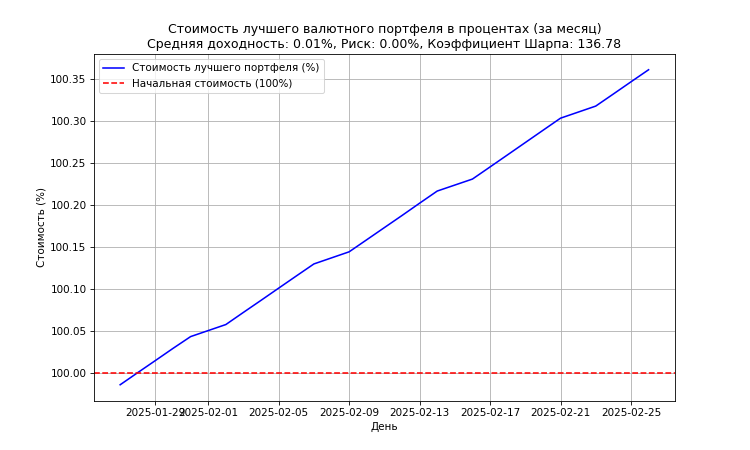 Стоимость лучшего валютного портфеля в процентах (за месяц)
Средняя доходность: 0.01%, Риск: 0.00%, Коэффициент Шарпа: 136.78
Стоимость лучшего портфеля (%)
Начальная стоимость (100%)
Стоимость (%)
100.35
100.30
100.25
100.20
100.15
100.10
100.05
100.00
2025-01-29 2025-02-01 2025-02-05 2025-02-09 2025-02-13 2025-02-17 2025-02-21 2025-02-25
День